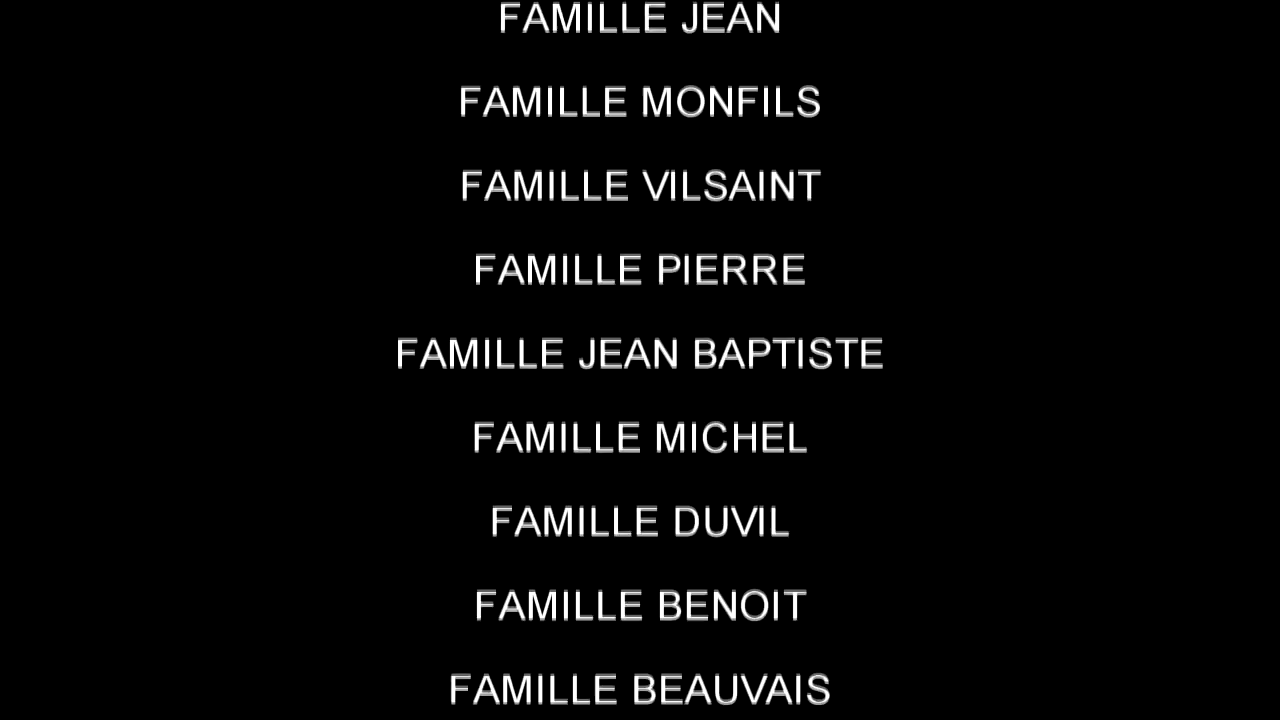 FAMILLE JEAN
FAMILLE MONFILS
FAMILLE VILSAINT
FAMILLE PIERRE
FAMILLE JEAN BAPTISTE
FAMILLE MICHEL
FAMILLE DUVIL
FAMILLE BENOIT
FAMILLE BEAUVAIS